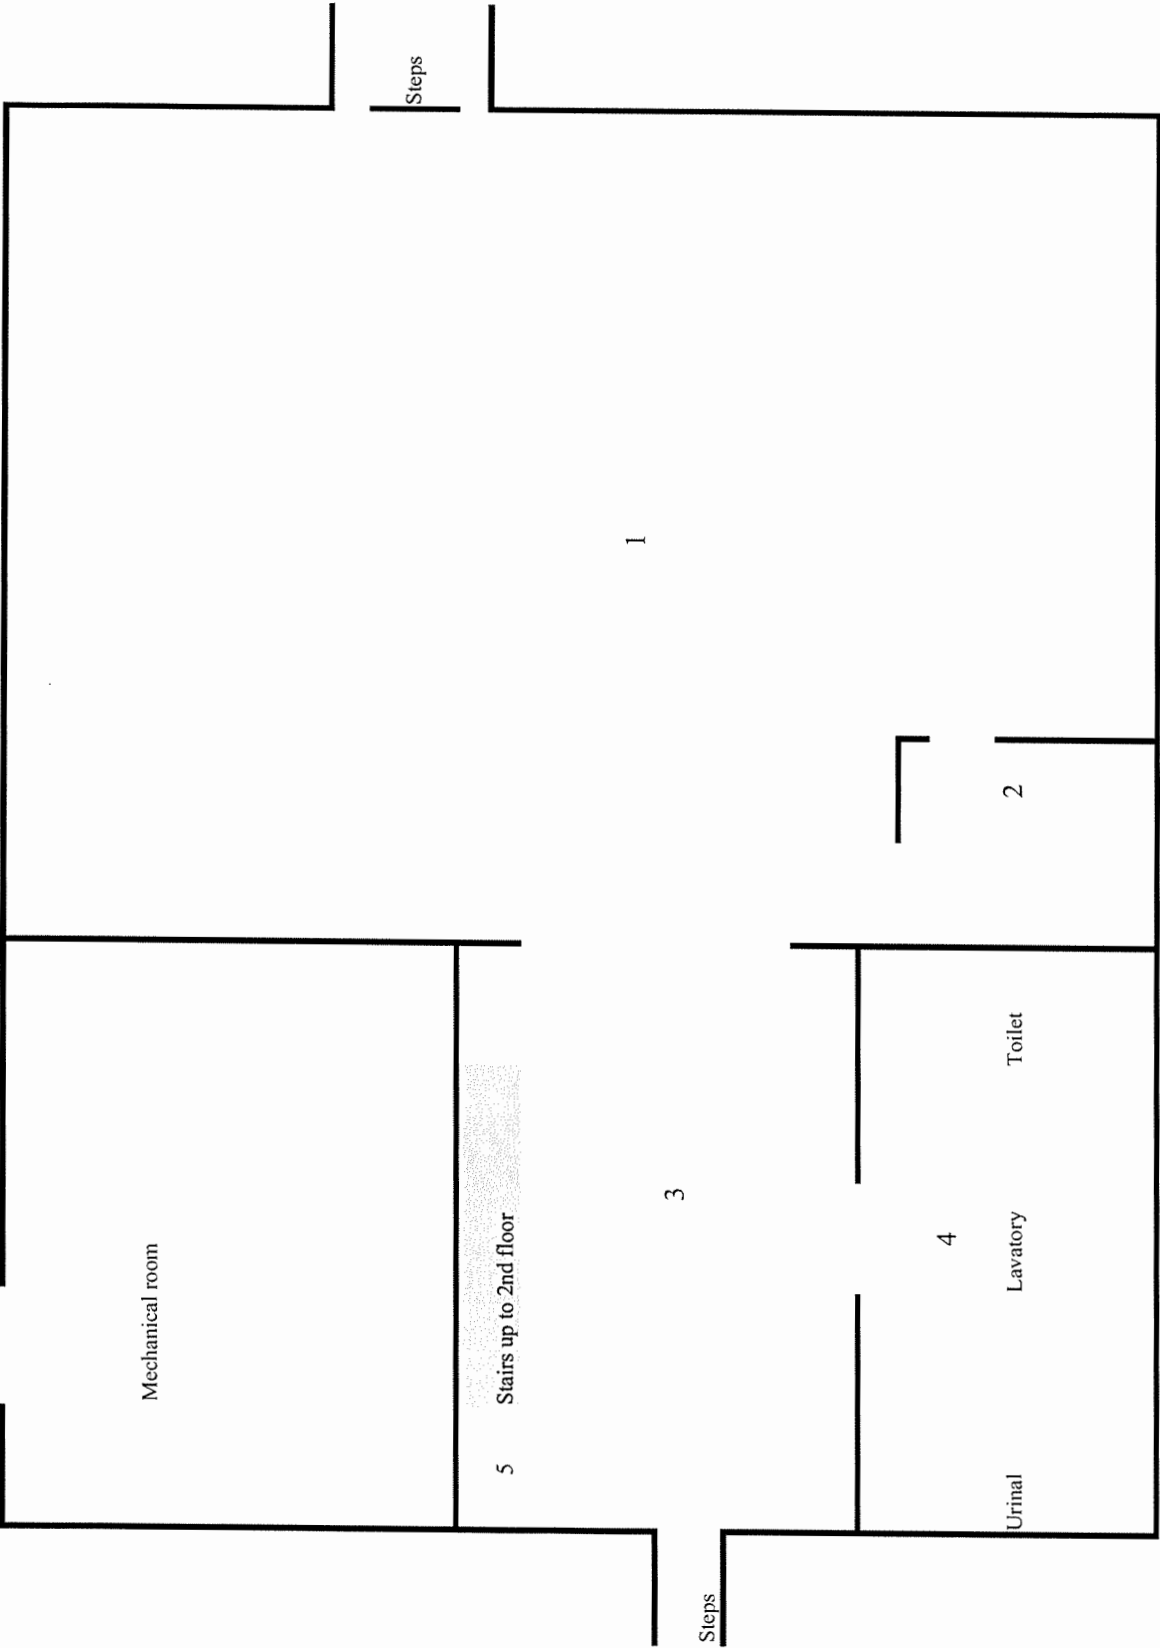 Mechanical room
Steps
5 Stairs up to 2nd floor
1
3
Steps
4
Urinal
Lavatory
Toilet
2